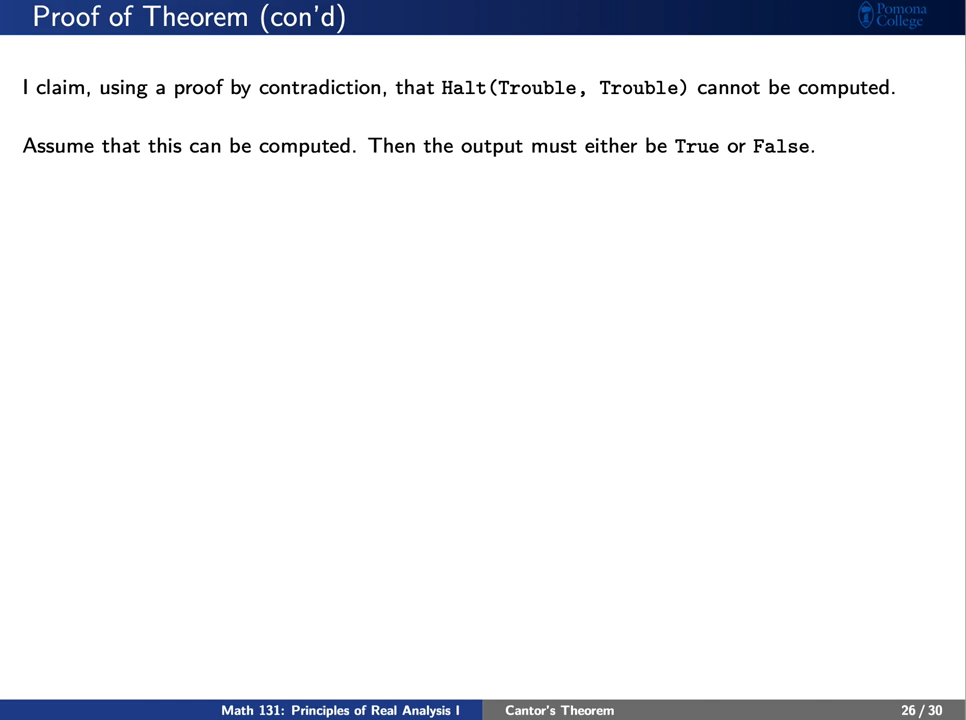 Proof of Theorem (con'd)
Pomona
College
I claim, using a proof by contradiction, that Halt(Trouble, Trouble) cannot be computed.
Assume that this can be computed. Then the output must either be True or False.
Math 131: Principles of Real Analysis I
Cantor's Theorem
26 / 30